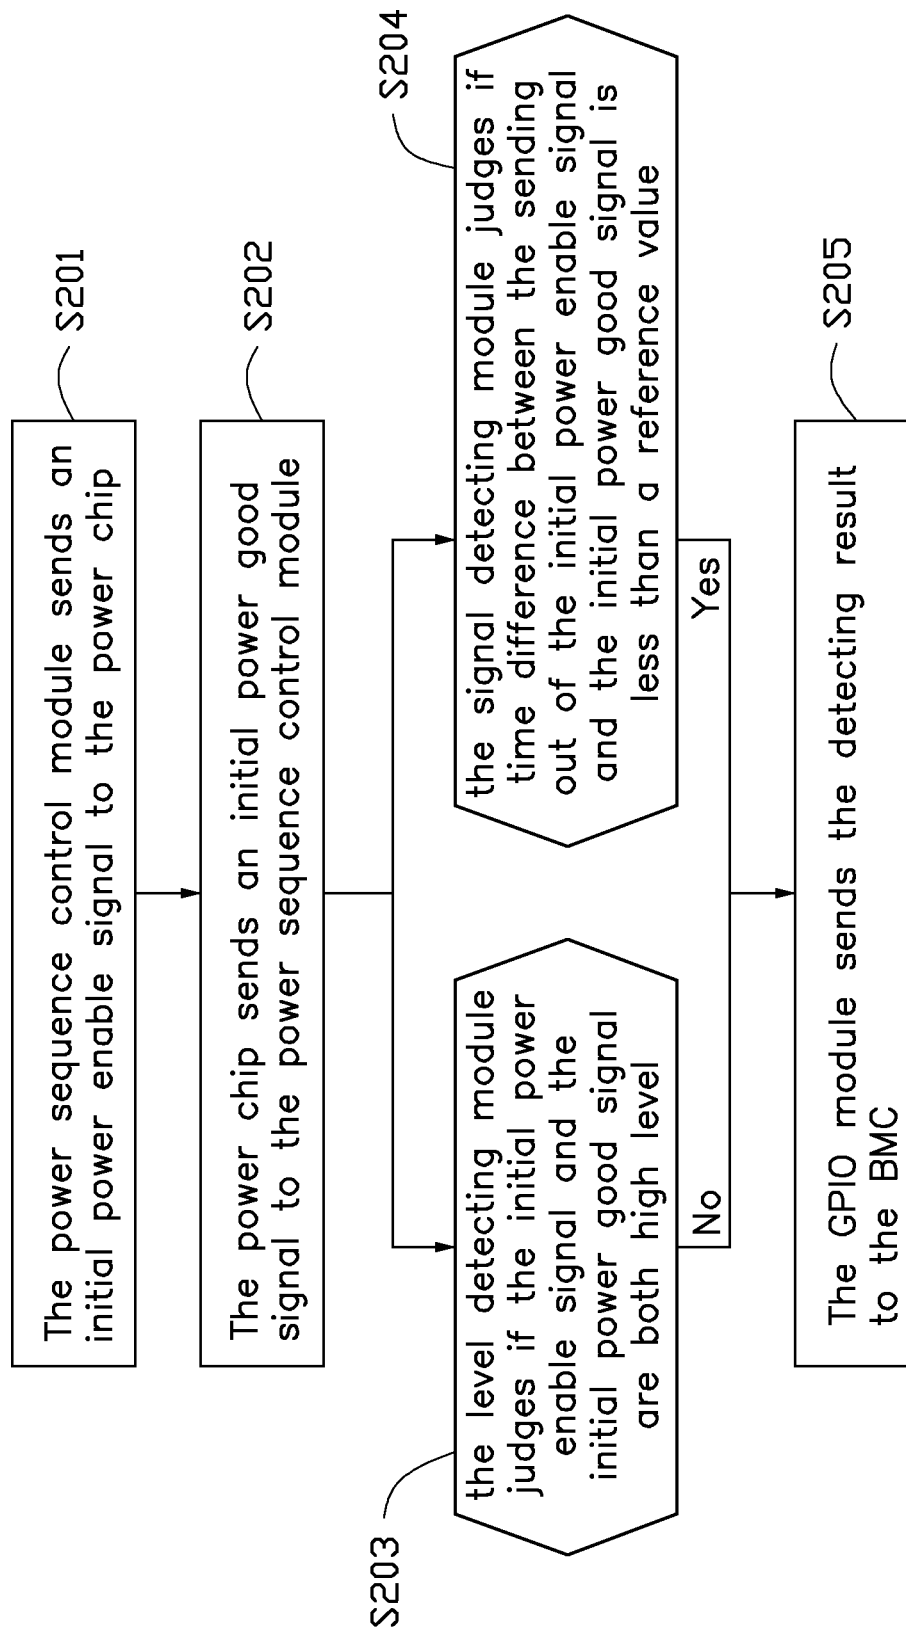 The power sequence control module sends an
initial power enable signal to the power chip
S201
The power chip sends an initial power good
signal to the power sequence control module
S202
S203
the level detecting module
judges if the initial power
enable signal and the
initial power good signal
are both high level
No
the signal detecting module judges if
time difference between the sending
out of the initial power enable signal
and the initial power good signal is
less than a reference value
S204
Yes
The GPIO module sends the detecting result
to the BMC
S205